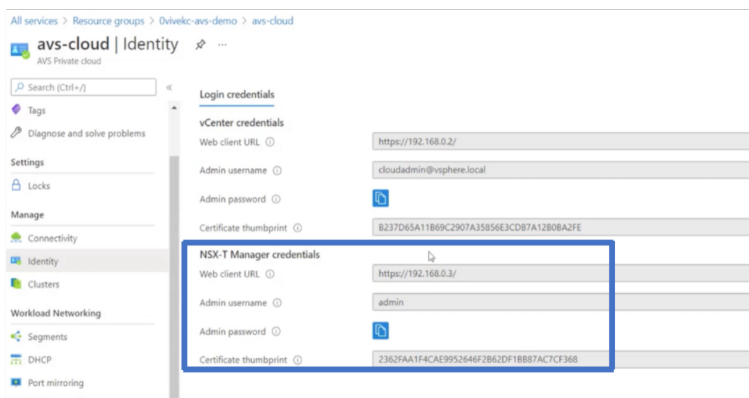 All services > Resource groups > 0vivekc-avs-demo > avs-cloud
avs-cloud | Identity
AVS Private cloud
Search (Ctrl+/)
Tags
Diagnose and solve problems
Settings
Locks
Manage
Connectivity
Identity
Clusters
Workload Networking
Segments
DHCP
Port mirroring
Login credentials
vCenter credentials
Web client URL https://192.168.0.2/
Admin username cloudadmin@vsphere.local
Admin password
Certificate thumbprint B237D65A11B69C2907A35856E3CDB7A12B0BA2FE
NSX-T Manager credentials
Web client URL https://192.168.0.3/
Admin username admin
Admin password
Certificate thumbprint 2362FAA1F4CAE9952646F2B62DF1BB87AC7CF368